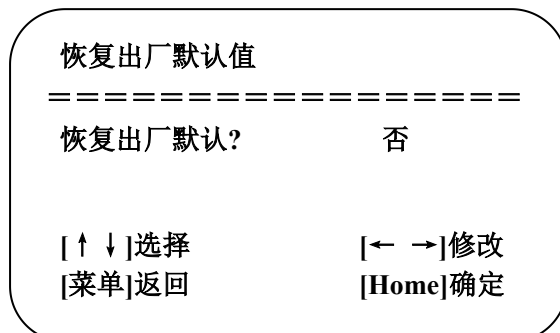 恢复出厂默认值
=================
恢复出厂默认? 否
[↑ ↓]选择 [← →]修改
[菜单]返回 [Home]确定